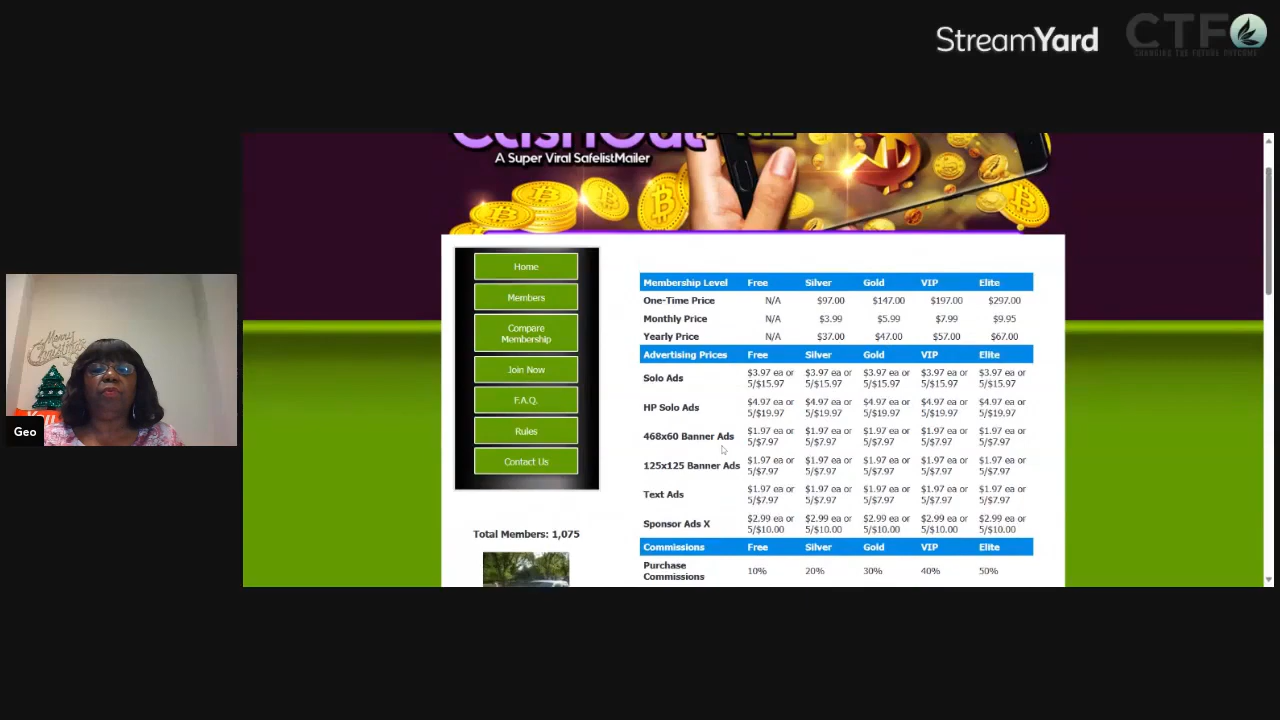 StreamYard
CTFO
CHANGING THE FUTURE OUTCOME
CashOut
A Super Viral SafelistMailer
Home
Members
Compare
Membership
Join Now
F.A.Q.
Rules
Contact Us
Total Members: 1,075
Membership Level Free Silver Gold VIP Elite
One-Time Price N/A $97.00 $147.00 $197.00 $297.00
Monthly Price N/A $3.99 $5.99 $7.99 $9.95
Yearly Price N/A $37.00 $47.00 $57.00 $67.00
Advertising Prices Free Silver Gold VIP Elite
Solo Ads $3.97 ea or 5/$15.97 $3.97 ea or 5/$15.97 $3.97 ea or 5/$15.97 $3.97 ea or 5/$15.97 $3.97 ea or 5/$15.97
HP Solo Ads $4.97 ea or 5/$19.97 $4.97 ea or 5/$19.97 $4.97 ea or 5/$19.97 $4.97 ea or 5/$19.97 $4.97 ea or 5/$19.97
468x60 Banner Ads $1.97 ea or 5/$7.97 $1.97 ea or 5/$7.97 $1.97 ea or 5/$7.97 $1.97 ea or 5/$7.97 $1.97 ea or 5/$7.97
125x125 Banner Ads $1.97 ea or 5/$7.97 $1.97 ea or 5/$7.97 $1.97 ea or 5/$7.97 $1.97 ea or 5/$7.97 $1.97 ea or 5/$7.97
Text Ads $1.97 ea or 5/$7.97 $1.97 ea or 5/$7.97 $1.97 ea or 5/$7.97 $1.97 ea or 5/$7.97 $1.97 ea or 5/$7.97
Sponsor Ads X $2.99 ea or 5/$10.00 $2.99 ea or 5/$10.00 $2.99 ea or 5/$10.00 $2.99 ea or 5/$10.00 $2.99 ea or 5/$10.00
Commissions Free Silver Gold VIP Elite
Purchase Commissions 10% 20% 30% 40% 50%
Merry
Christmas
Geo